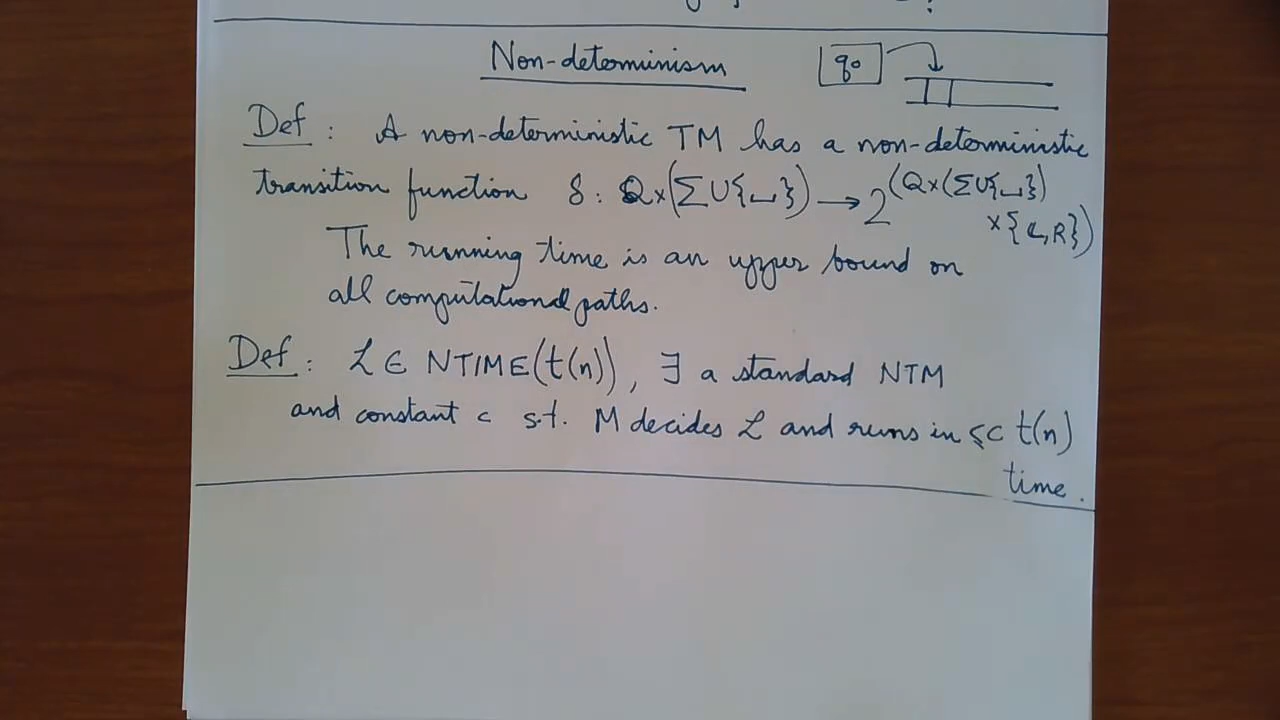 ?
Non-determinism
q₀
Def : A non-deterministic TM has a non-deterministic
transition function δ : Q×(Σ∪{␣}) → 2^(Q×(Σ∪{␣})
×{L,R})
The running time is an upper bound on
all computational paths.
Def : L ∈ NTIME(t(n)), ∃ a standard NTM
and constant c s.t. M decides L and runs in ≤c t(n)
time.